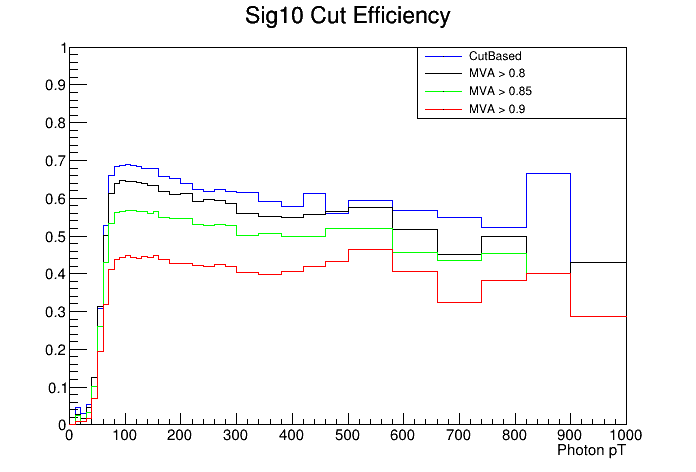 Sig10 Cut Efficiency
CutBased
MVA > 0.8
MVA > 0.85
MVA > 0.9
1
0.9
0.8
0.7
0.6
0.5
0.4
0.3
0.2
0.1
0
0 100 200 300 400 500 600 700 800 900 1000
Photon pT